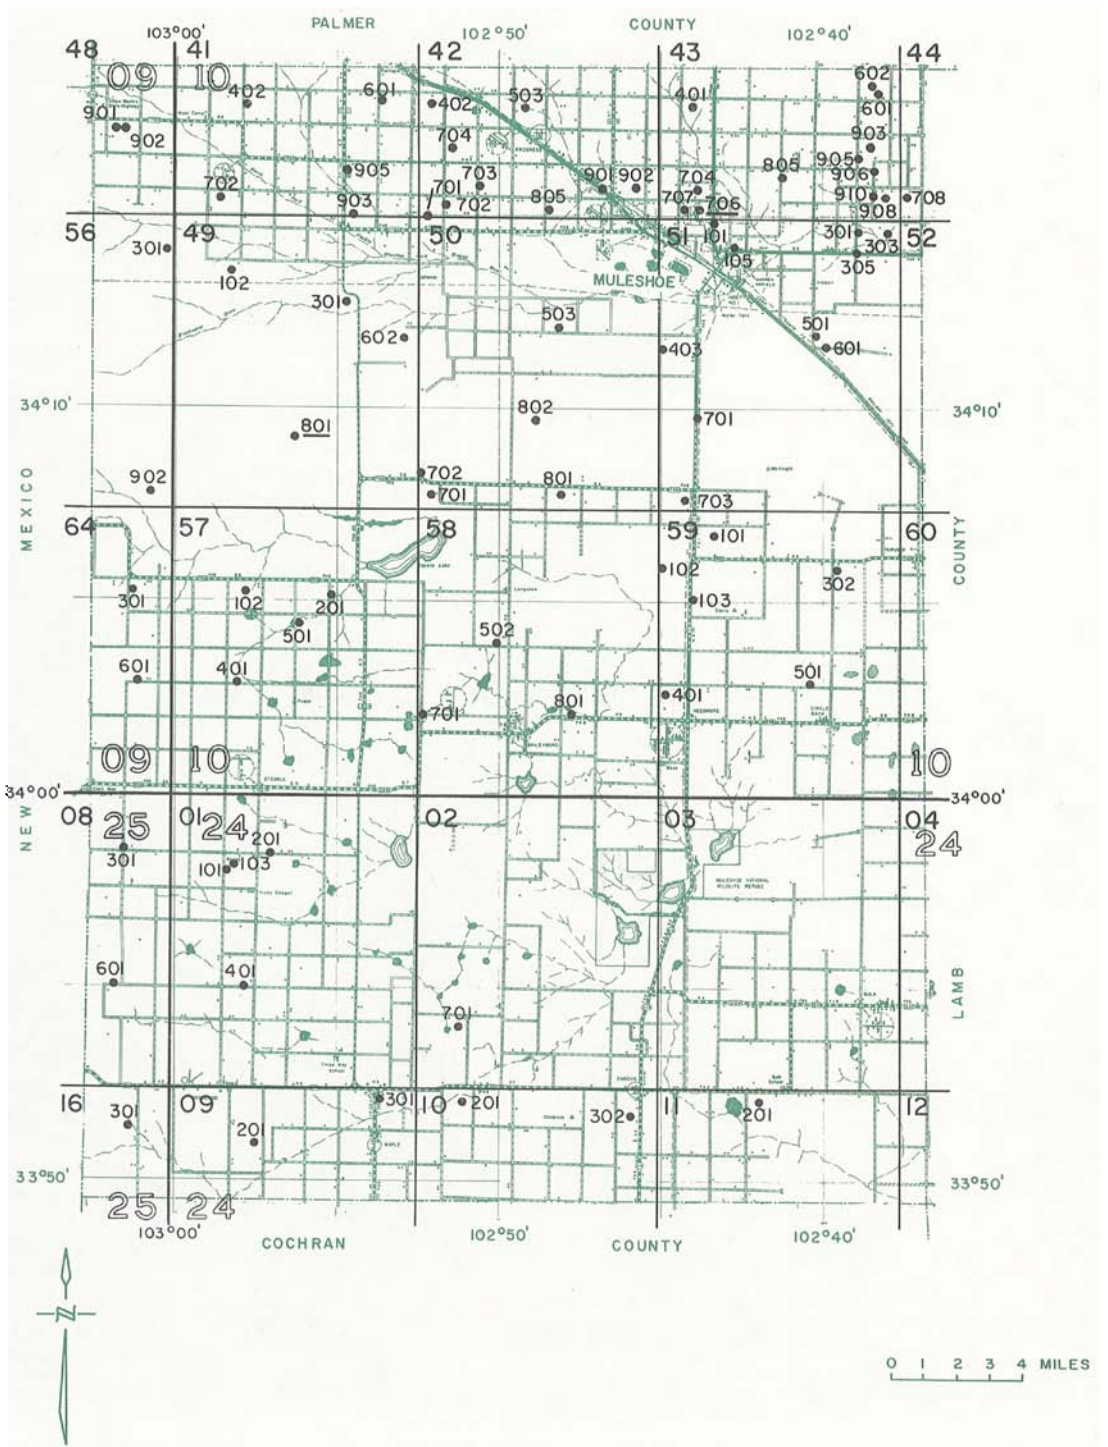 PALMER COUNTY
103°00' 102°50' 102°40'
48 41 42 43 44
09 10
402 601 402 503 401 602
601
901 902 704 903
905 703 901 902 704 805 905
906
702 701 702 805 707 706 910 708
903 908
56 49 50 51 101 301 303 52
301 105 305
102 MULESHOE
301 503 501
602 403 601
34°10' 802 34°10'
801 701
902 702 801
701 703
MEXICO
64 57 58 59 101 60
COUNTY
102 302
301 102 201 103
501 502
601 401 401 501
701 801
09 10 10
34°00' 34°00'
NEW
08 25 01 24 02 03 04
24
301 201
101 103
MULESHOE NATIONAL
WILDLIFE REFUGE
601 401
LAMB
701
16 09 301 10 201 11 12
301 302 201
201
MAPLE
33°50' 33°50'
25 24
103°00' 102°50' 102°40'
COCHRAN COUNTY
N
0 1 2 3 4 MILES